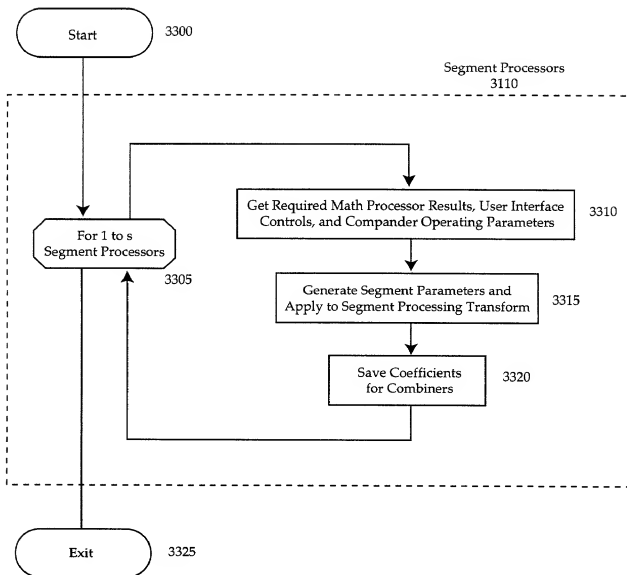 Start
3300
Segment Processors
3110
For 1 to s
Segment Processors
3305
Get Required Math Processor Results, User Interface
Controls, and Compander Operating Parameters
3310
Generate Segment Parameters and
Apply to Segment Processing Transform
3315
Save Coefficients
for Combiners
3320
Exit
3325